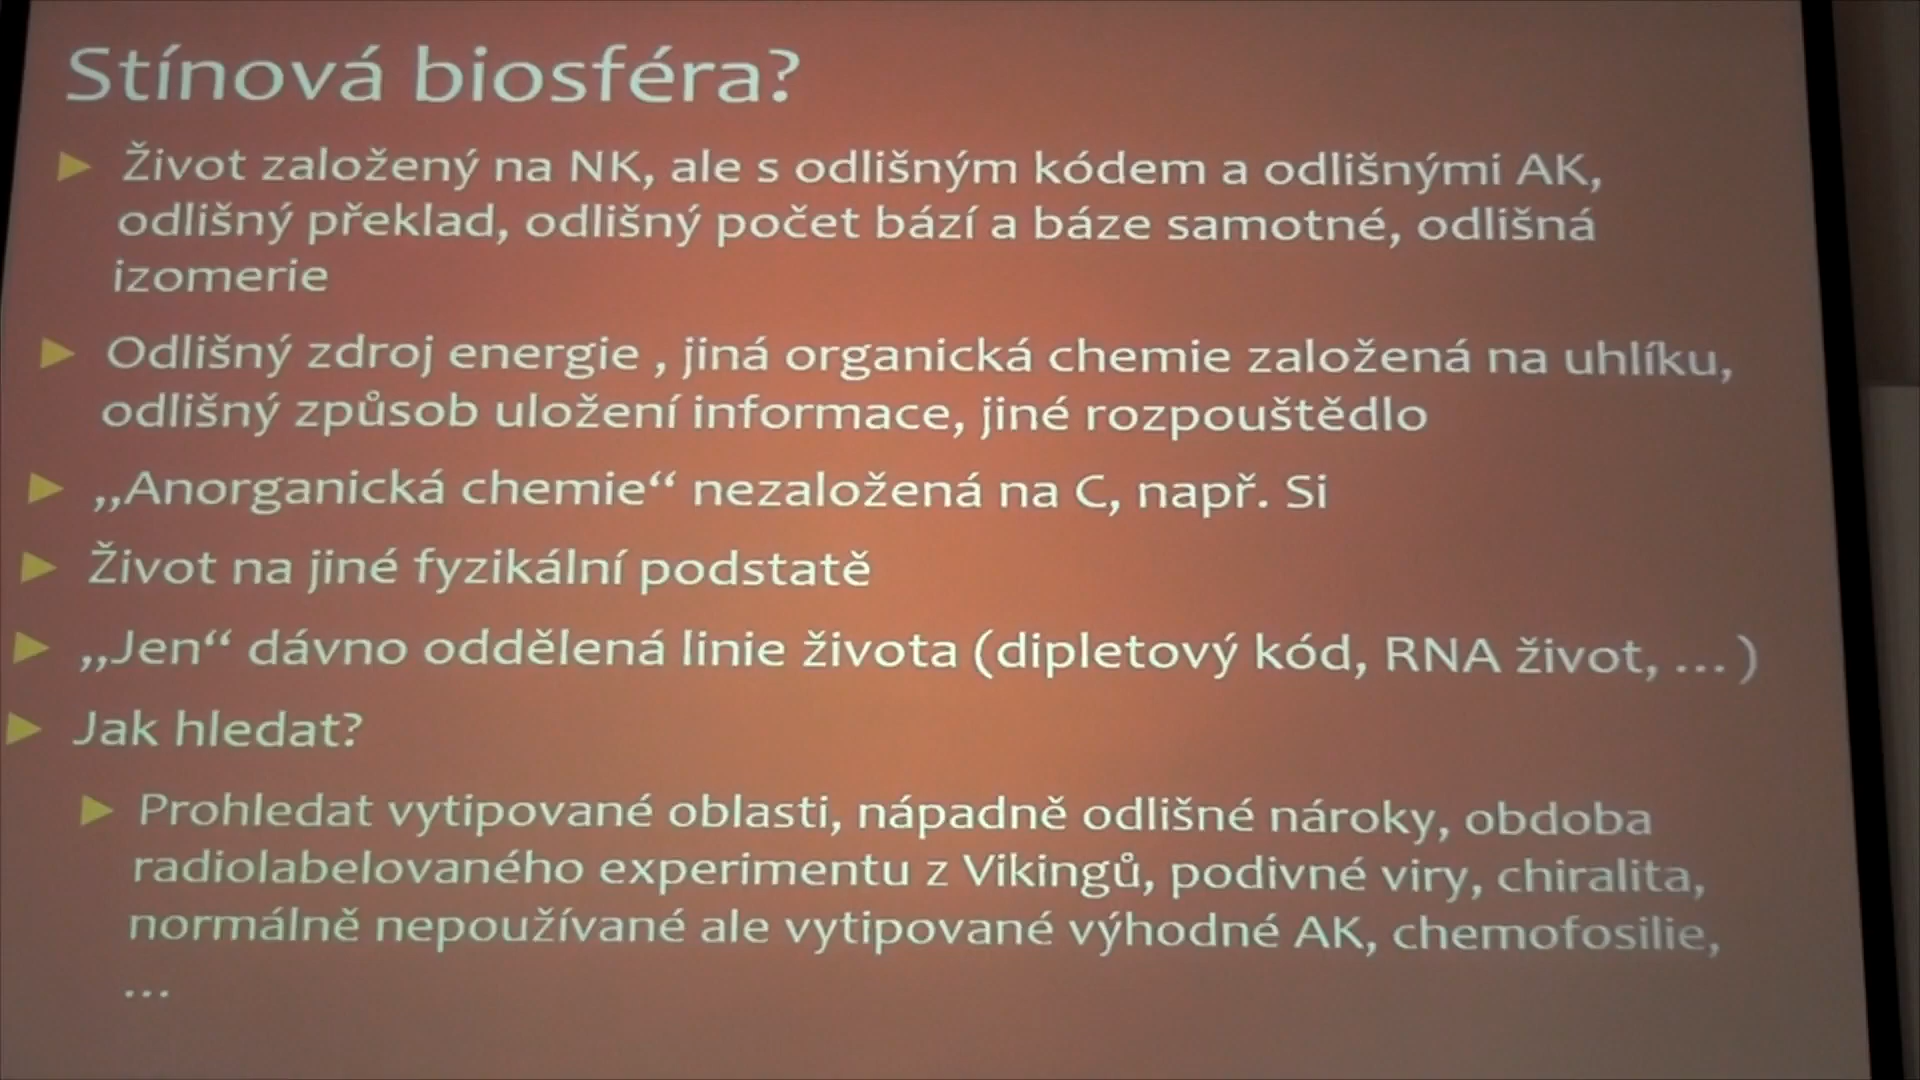 Stínová biosféra?
Život založený na NK, ale s odlišným kódem a odlišnými AK,
odlišný překlad, odlišný počet bází a báze samotné, odlišná
izomerie
Odlišný zdroj energie , jiná organická chemie založená na uhlíku,
odlišný způsob uložení informace, jiné rozpouštědlo
„Anorganická chemie“ nezaložená na C, např. Si
Život na jiné fyzikální podstatě
„Jen“ dávno oddělená linie života (dipletový kód, RNA život, ... )
Jak hledat?
Prohledat vytipované oblasti, nápadně odlišné nároky, obdoba
radiolabelovaného experimentu z Vikingů, podivné viry, chiralita,
normálně nepoužívané ale vytipované výhodné AK, chemofosilie,
...